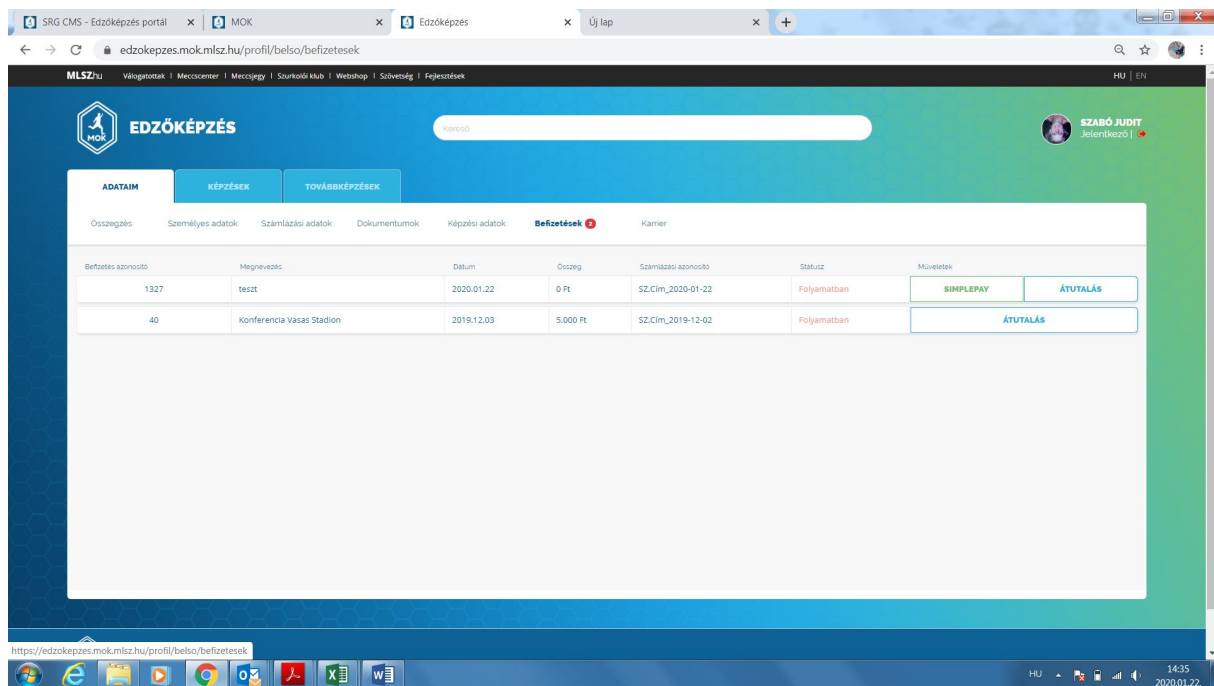 SRG CMS - Edzőképzés portál
MOK
Edzőképzés
Új lap
edzokepzes.mok.mlsz.hu/profil/belso/befizetesek
MLSZhu Válogatottak | Meccscenter | Meccsjegy | Szurkolói klub | Webshop | Szövetség | Fejlesztések HU | EN
MOK EDZŐKÉPZÉS
Kereső
SZABÓ JUDIT
Jelentkező |
ADATAIM KÉPZÉSEK TOVÁBBKÉPZÉSEK
Összegzés Személyes adatok Számlázási adatok Dokumentumok Képzési adatok Befizetések 2 Karrier
Befizetés azonosító Megnevezés Dátum Összeg Számlázási azonosító Státusz Műveletek
1327 teszt 2020.01.22 0 Ft SZ.Cím_2020-01-22 Folyamatban SIMPLEPAY ÁTUTALÁS
40 Konferencia Vasas Stadion 2019.12.03 5.000 Ft SZ.Cím_2019-12-02 Folyamatban ÁTUTALÁS
https://edzokepzes.mok.mlsz.hu/profil/belso/befizetesek
HU 14:35
2020.01.22.